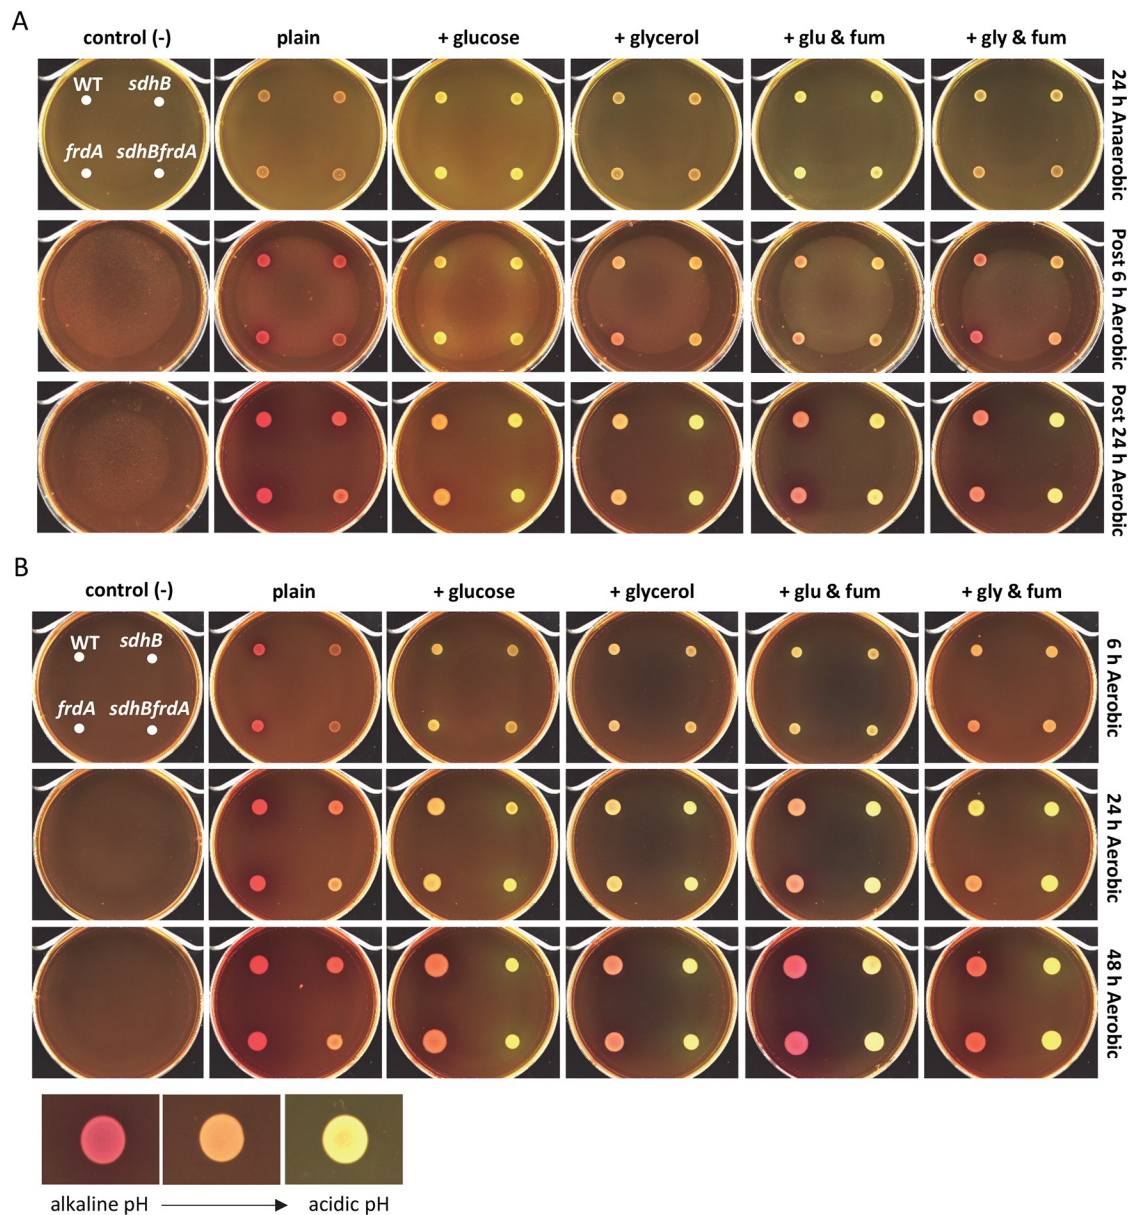 A
control (-) plain + glucose + glycerol + glu & fum + gly & fum
WT sdhB
frdA sdhBfrdA
24 h Anaerobic
Post 6 h Aerobic
Post 24 h Aerobic
B
control (-) plain + glucose + glycerol + glu & fum + gly & fum
WT sdhB
frdA sdhBfrdA
6 h Aerobic
24 h Aerobic
48 h Aerobic
alkaline pH acidic pH